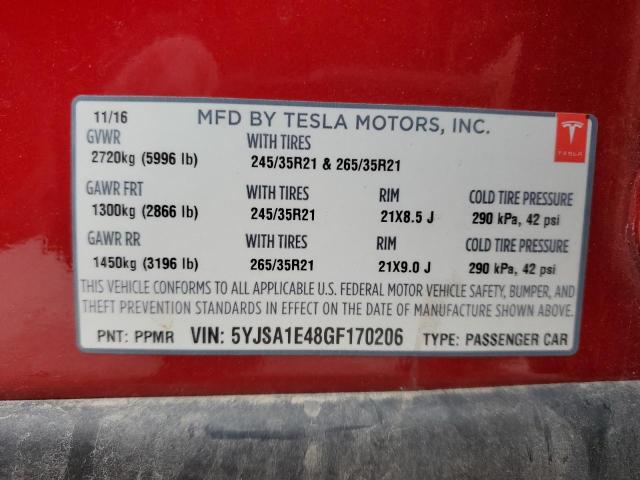 11/16 MFD BY TESLA MOTORS, INC.
GVWR WITH TIRES
2720kg (5996 lb) 245/35R21 & 265/35R21
TESLA
GAWR FRT WITH TIRES RIM COLD TIRE PRESSURE
1300kg (2866 lb) 245/35R21 21X8.5 J 290 kPa, 42 psi
GAWR RR WITH TIRES RIM COLD TIRE PRESSURE
1450kg (3196 lb) 265/35R21 21X9.0 J 290 kPa, 42 psi
THIS VEHICLE CONFORMS TO ALL APPLICABLE U.S. FEDERAL MOTOR VEHICLE SAFETY, BUMPER, AND
THEFT PREVENTION STANDARDS IN EFFECT ON THE DATE OF MANUFACTURE SHOWN ABOVE.
PNT: PPMR VIN: 5YJSA1E48GF170206 TYPE: PASSENGER CAR